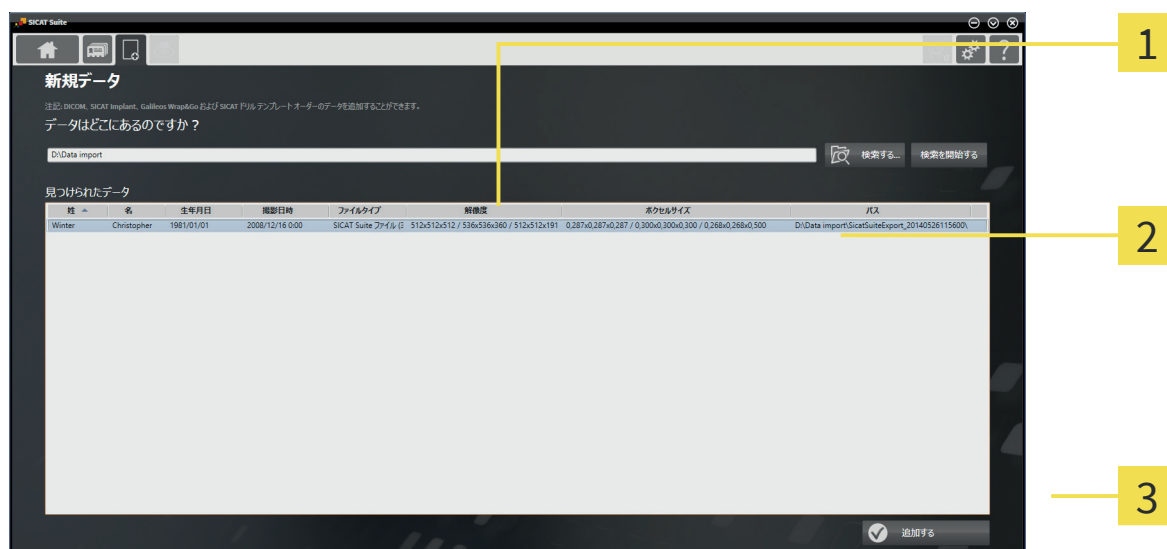 SICAT Suite
新規データ
注記: DICOM、SICAT Implant、Galileos Wrap&Go および SICAT ドリル テンプレート オーダーのデータを追加することができます。
データはどこにあるのですか？
D:\Data import
検索する...
検索を開始する
見つけられたデータ
姓 名 生年月日 撮影日時 ファイルタイプ 解像度 ボクセルサイズ パス
Winter Christopher 1981/01/01 2008/12/16 0:00 SICAT Suite ファイル (3 512x512x512 / 536x536x360 / 512x512x191 0,287x0,287x0,287 / 0,300x0,300x0,300 / 0,268x0,268x0,500 D:\Data import\SicatSuiteExport_20140526115600\
追加する
?
1
2
3